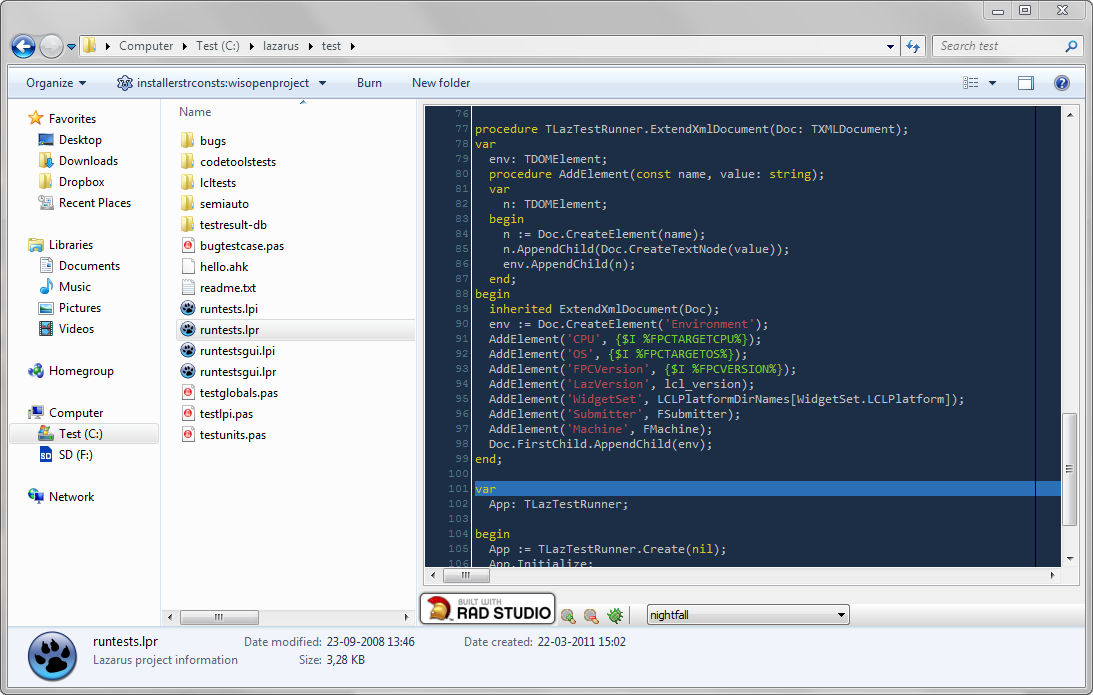 Computer Test (C:) lazarus test
Search test
Organize installerstrconsts:wisopenproject Burn New folder
Favorites
Desktop
Downloads
Dropbox
Recent Places
Libraries
Documents
Music
Pictures
Videos
Homegroup
Computer
Test (C:)
SD (F:)
Network
Name
bugs
codetoolstests
lcltests
semiauto
testresult-db
bugtestcase.pas
hello.ahk
readme.txt
runtests.lpi
runtests.lpr
runtestsgui.lpi
runtestsgui.lpr
testglobals.pas
testlpi.pas
testunits.pas
76
77 procedure TLazTestRunner.ExtendXmlDocument(Doc: TXMLDocument);
78 var
79 env: TDOMElement;
80 procedure AddElement(const name, value: string);
81 var
82 n: TDOMElement;
83 begin
84 n := Doc.CreateElement(name);
85 n.AppendChild(Doc.CreateTextNode(value));
86 env.AppendChild(n);
87 end;
88 begin
89 inherited ExtendXmlDocument(Doc);
90 env := Doc.CreateElement('Environment');
91 AddElement('CPU', {$I %FPCTARGETCPU%});
92 AddElement('OS', {$I %FPCTARGETOS%});
93 AddElement('FPCVersion', {$I %FPCVERSION%});
94 AddElement('LazVersion', lcl_version);
95 AddElement('WidgetSet', LCLPlatformDirNames[WidgetSet.LCLPlatform]);
96 AddElement('Submitter', FSubmitter);
97 AddElement('Machine', FMachine);
98 Doc.FirstChild.AppendChild(env);
99 end;
100
101 var
102 App: TLazTestRunner;
103
104 begin
105 App := TLazTestRunner.Create(nil);
106 App.Initialize;
BUILT WITH
RAD STUDIO
nightfall
runtests.lpr Date modified: 23-09-2008 13:46 Date created: 22-03-2011 15:02
Lazarus project information Size: 3,28 KB